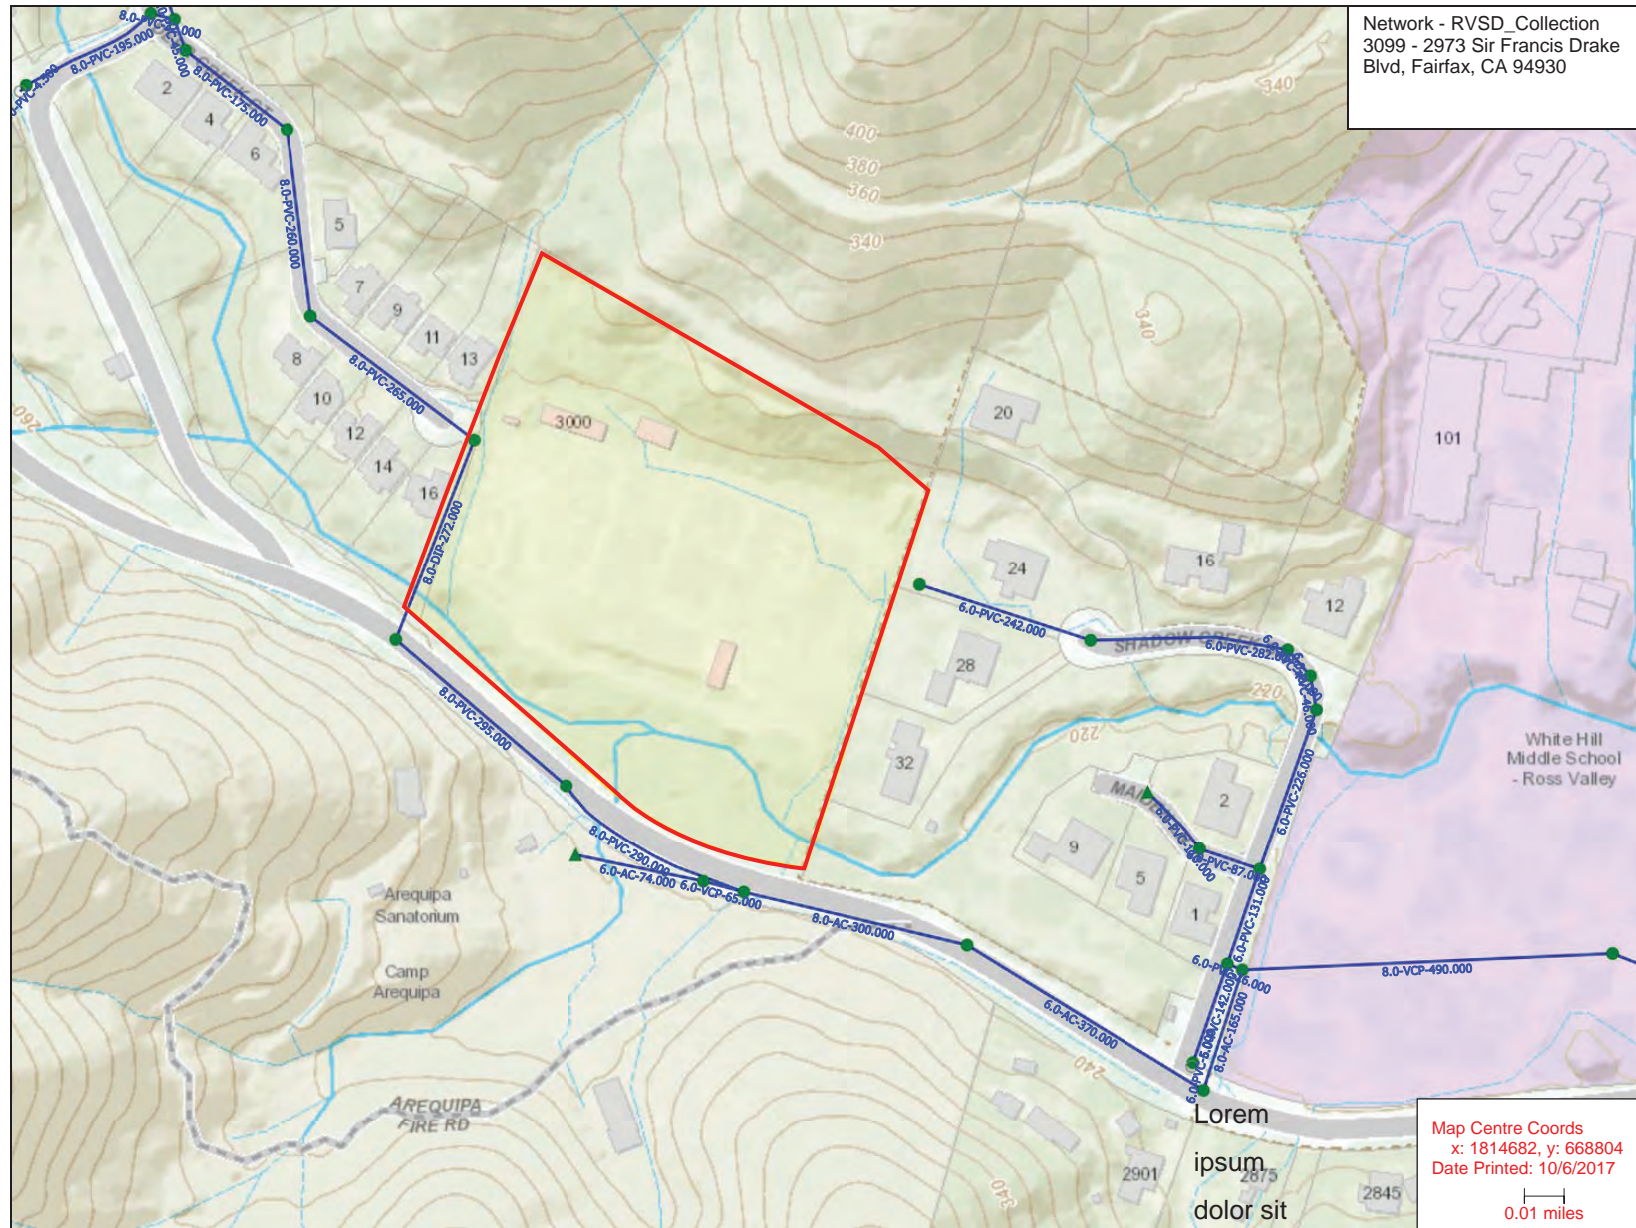 Network - RVSD_Collection
3099 - 2973 Sir Francis Drake
Blvd, Fairfax, CA 94930
8.0-PVC-195.000
8.0-PVC-175.000
2
4
6
8.0-PVC-260.000
5
7
9
11
13
8
10
12
14
16
8.0-PVC-265.000
8.0-DIP-272.000
260
400
380
360
340
340
340
3000
20
101
24
16
12
28
32
6.0-PVC-242.000
SHADOW CREEK
6.0-PVC-282.000
220
220
6.0-PVC-226.000
White Hill
Middle School
- Ross Valley
2
9
5
1
6.0-PVC-131.000
8.0-PVC-295.000
8.0-PVC-290.000
6.0-AC-74.000
6.0-VCP-65.000
8.0-AC-300.000
6.0-AC-370.000
8.0-AC-165.000
8.0-VCP-490.000
Arequipa
Sanatorium
Camp
Arequipa
AREQUIPA
FIRE RD
240
340
2901
2875
2845
Lorem
ipsum
dolor sit
Map Centre Coords
x: 1814682, y: 668804
Date Printed: 10/6/2017
0.01 miles